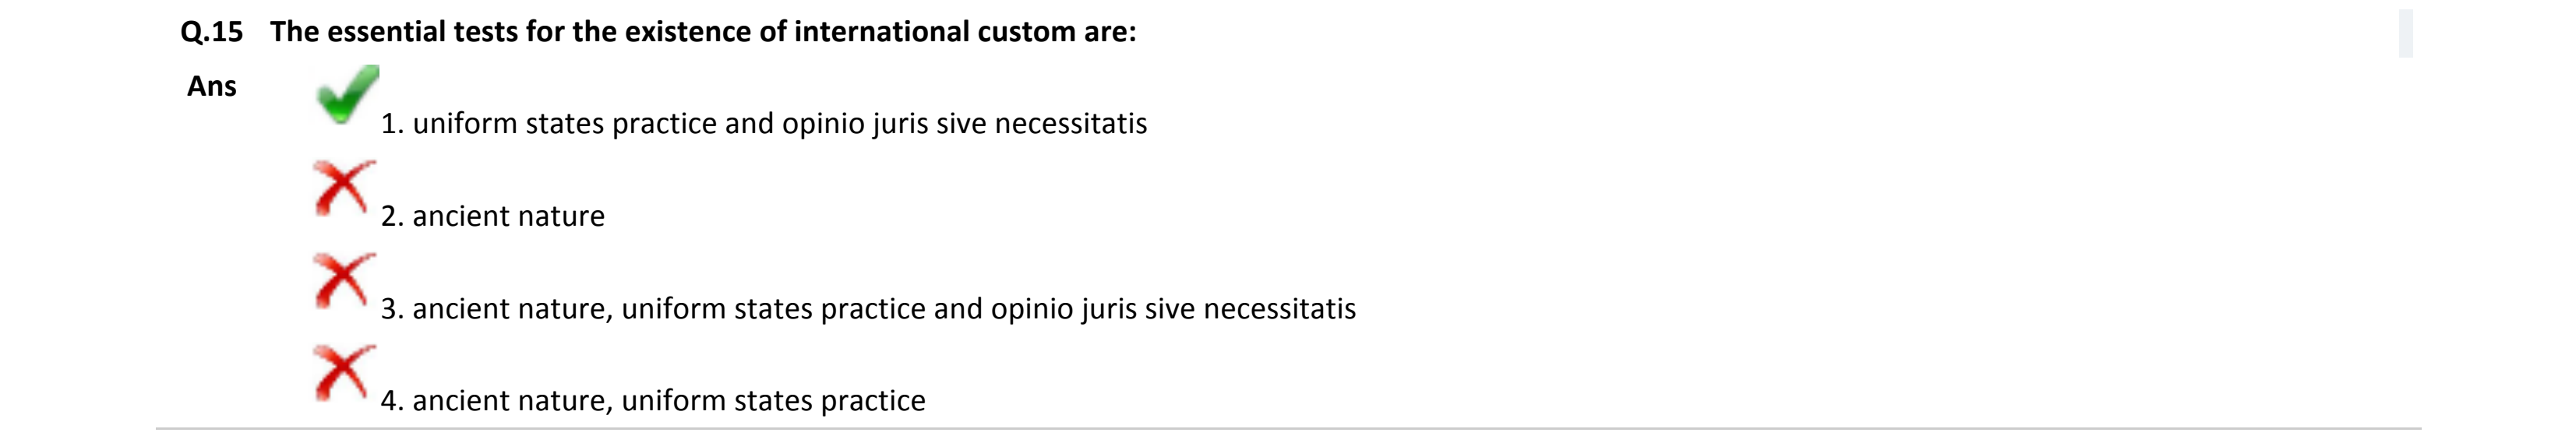 Q.15 The essential tests for the existence of international custom are:
Ans
1. uniform states practice and opinio juris sive necessitatis
2. ancient nature
3. ancient nature, uniform states practice and opinio juris sive necessitatis
4. ancient nature, uniform states practice